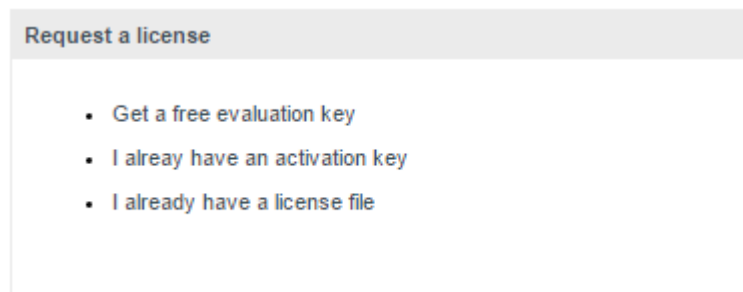 Request a license
Get a free evaluation key
I alreay have an activation key
I already have a license file